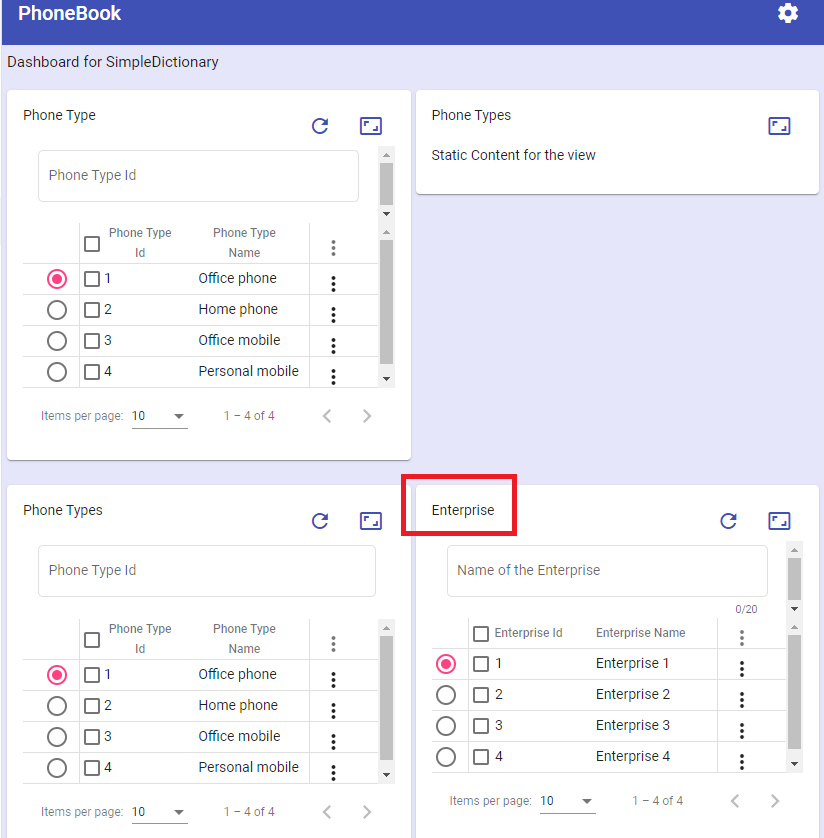 PhoneBook
Dashboard for SimpleDictionary
Phone Type
Phone Type Id
Phone Type Id
Phone Type Name
1 Office phone
2 Home phone
3 Office mobile
4 Personal mobile
Items per page: 10 1 – 4 of 4
Phone Types
Static Content for the view
Phone Types
Phone Type Id
Phone Type Id
Phone Type Name
1 Office phone
2 Home phone
3 Office mobile
4 Personal mobile
Items per page: 10 1 – 4 of 4
Enterprise
Name of the Enterprise
0/20
Enterprise Id Enterprise Name
1 Enterprise 1
2 Enterprise 2
3 Enterprise 3
4 Enterprise 4
Items per page: 10 1 – 4 of 4